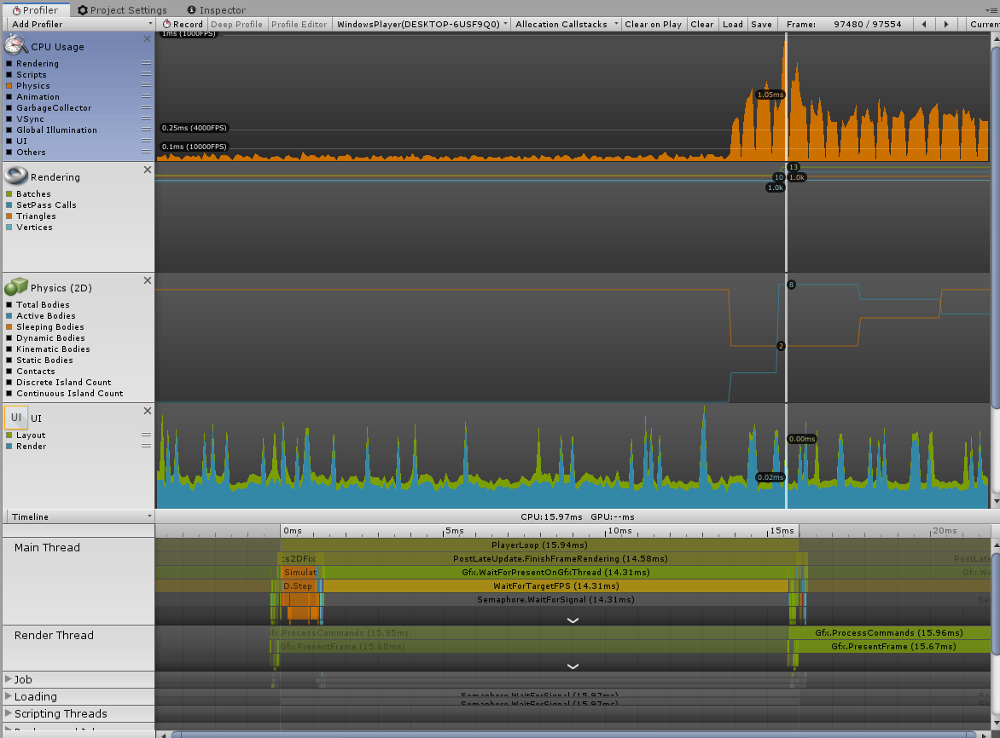 Profiler Project Settings Inspector
Add Profiler Record Deep Profile Profile Editor WindowsPlayer(DESKTOP-6USF9Q0) Allocation Callstacks Clear on Play Clear Load Save Frame: 97480 / 97554 Curren
CPU Usage
Rendering
Scripts
Physics
Animation
GarbageCollector
VSync
Global Illumination
UI
Others
1ms (1000FPS)
1.05ms
0.25ms (4000FPS)
0.1ms (10000FPS)
Rendering
Batches
SetPass Calls
Triangles
Vertices
13
10 1.0k
1.0k
Physics (2D)
Total Bodies
Active Bodies
Sleeping Bodies
Dynamic Bodies
Kinematic Bodies
Static Bodies
Contacts
Discrete Island Count
Continuous Island Count
8
2
UI UI
Layout
Render
0.00ms
0.02ms
Timeline CPU:15.97ms GPU:--ms
0ms 5ms 10ms 15ms 20ms
Main Thread
PlayerLoop (15.94ms)
:s2DFix PostLateUpdate.FinishFrameRendering (14.58ms) PostLate
Simulat Gfx.WaitForPresentOnGfxThread (14.31ms) Gfx.Wa
D.Step WaitForTargetFPS (14.31ms)
Semaphore.WaitForSignal (14.31ms) Se
Render Thread
ifx.ProcessCommands (15.95ms Gfx.ProcessCommands (15.96ms)
Gfx.PresentFrame (15.68ms) Gfx.PresentFrame (15.67ms)
Job
Loading
Semaphore.WaitForSignal (15.97ms)
Semaphore.WaitForSignal (15.97ms)
Scripting Threads